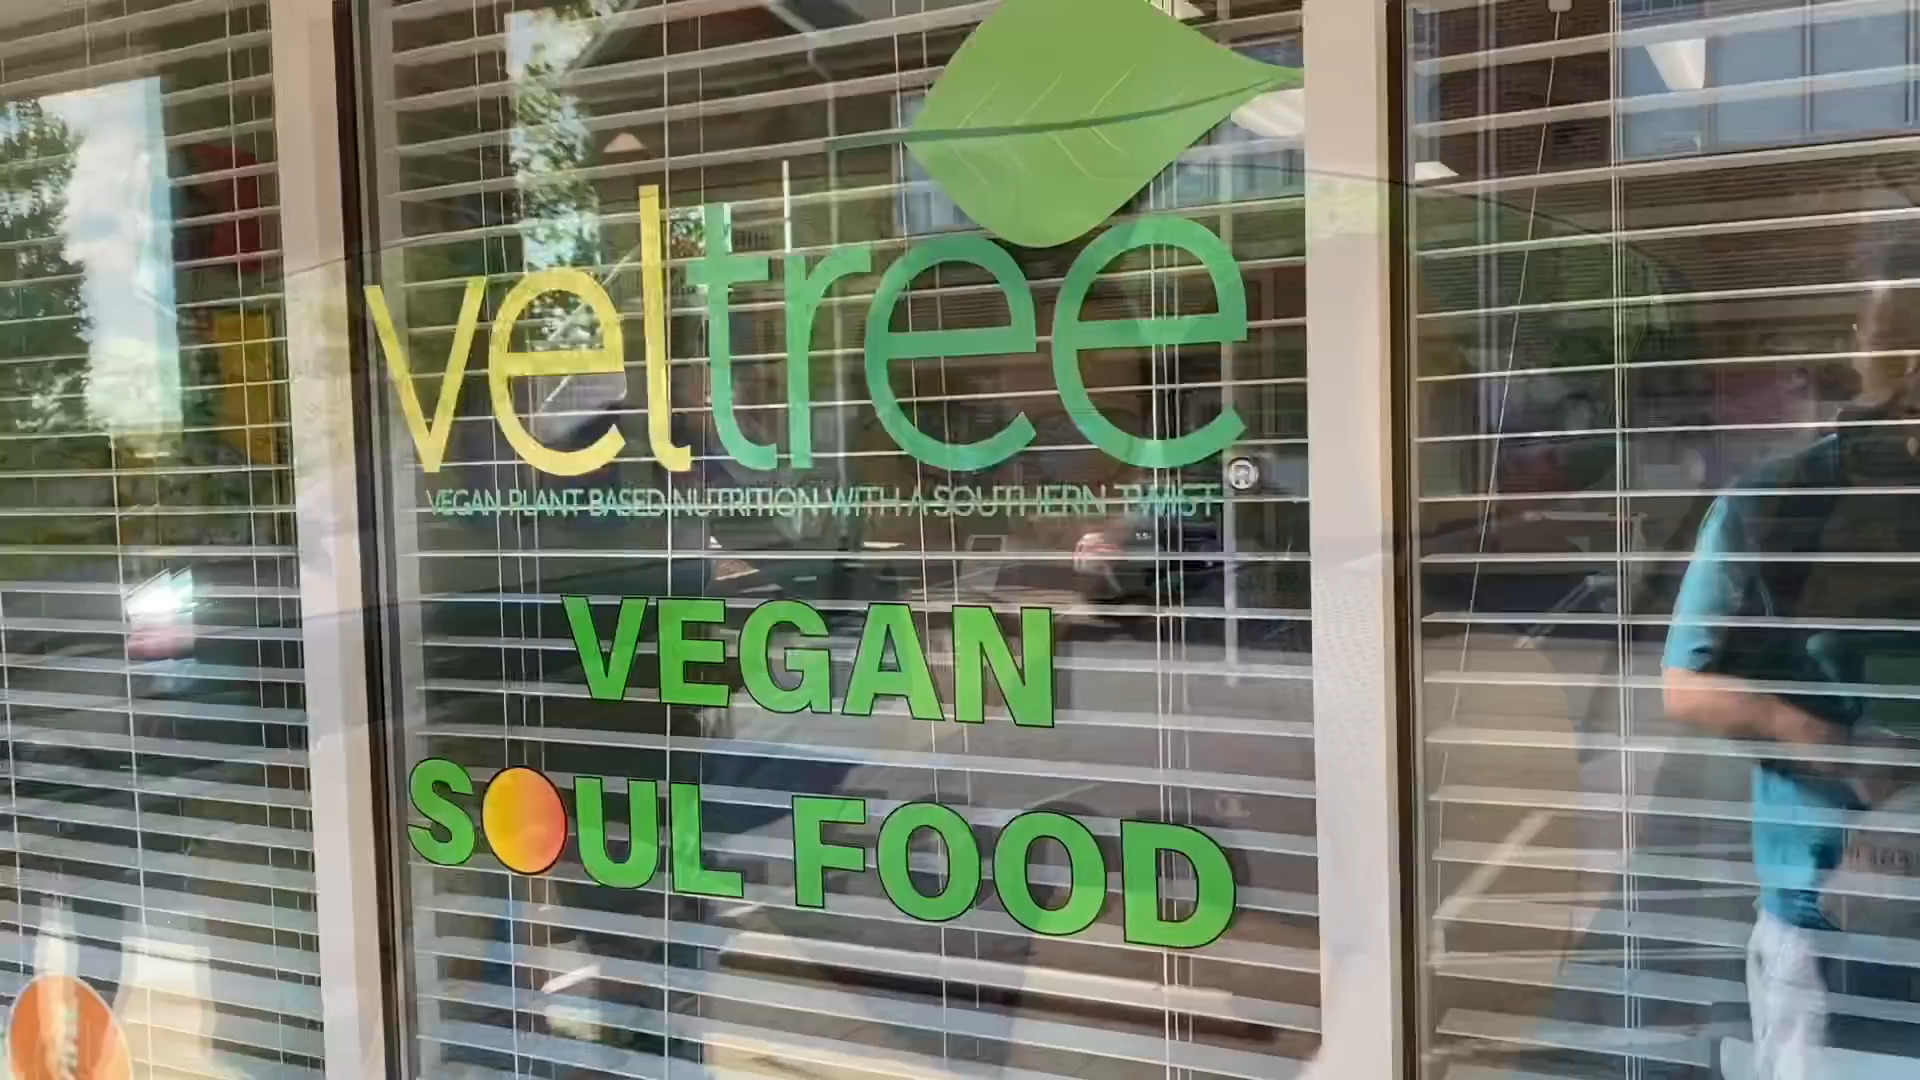 veltree
VEGAN PLANT BASED NUTRITION WITH A SOUTHERN TWIST
VEGAN
SOUL FOOD